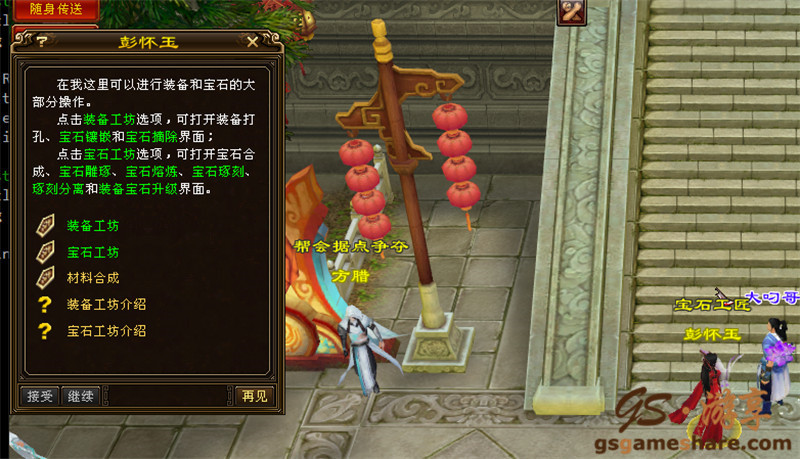 随身传送
?
彭怀玉
在我这里可以进行装备和宝石的大
部分操作。
点击装备工坊选项，可打开装备打
孔、宝石镶嵌和宝石摘除界面；
点击宝石工坊选项，可打开宝石合
成、宝石雕琢、宝石熔炼、宝石琢刻、
琢刻分离和装备宝石升级界面。
装备工坊
宝石工坊
材料合成
? 装备工坊介绍
? 宝石工坊介绍
接受 继续 再见
帮会据点争夺
方腊
大叼哥
宝石工匠
彭怀玉
GS·游享
gsgameshare.com